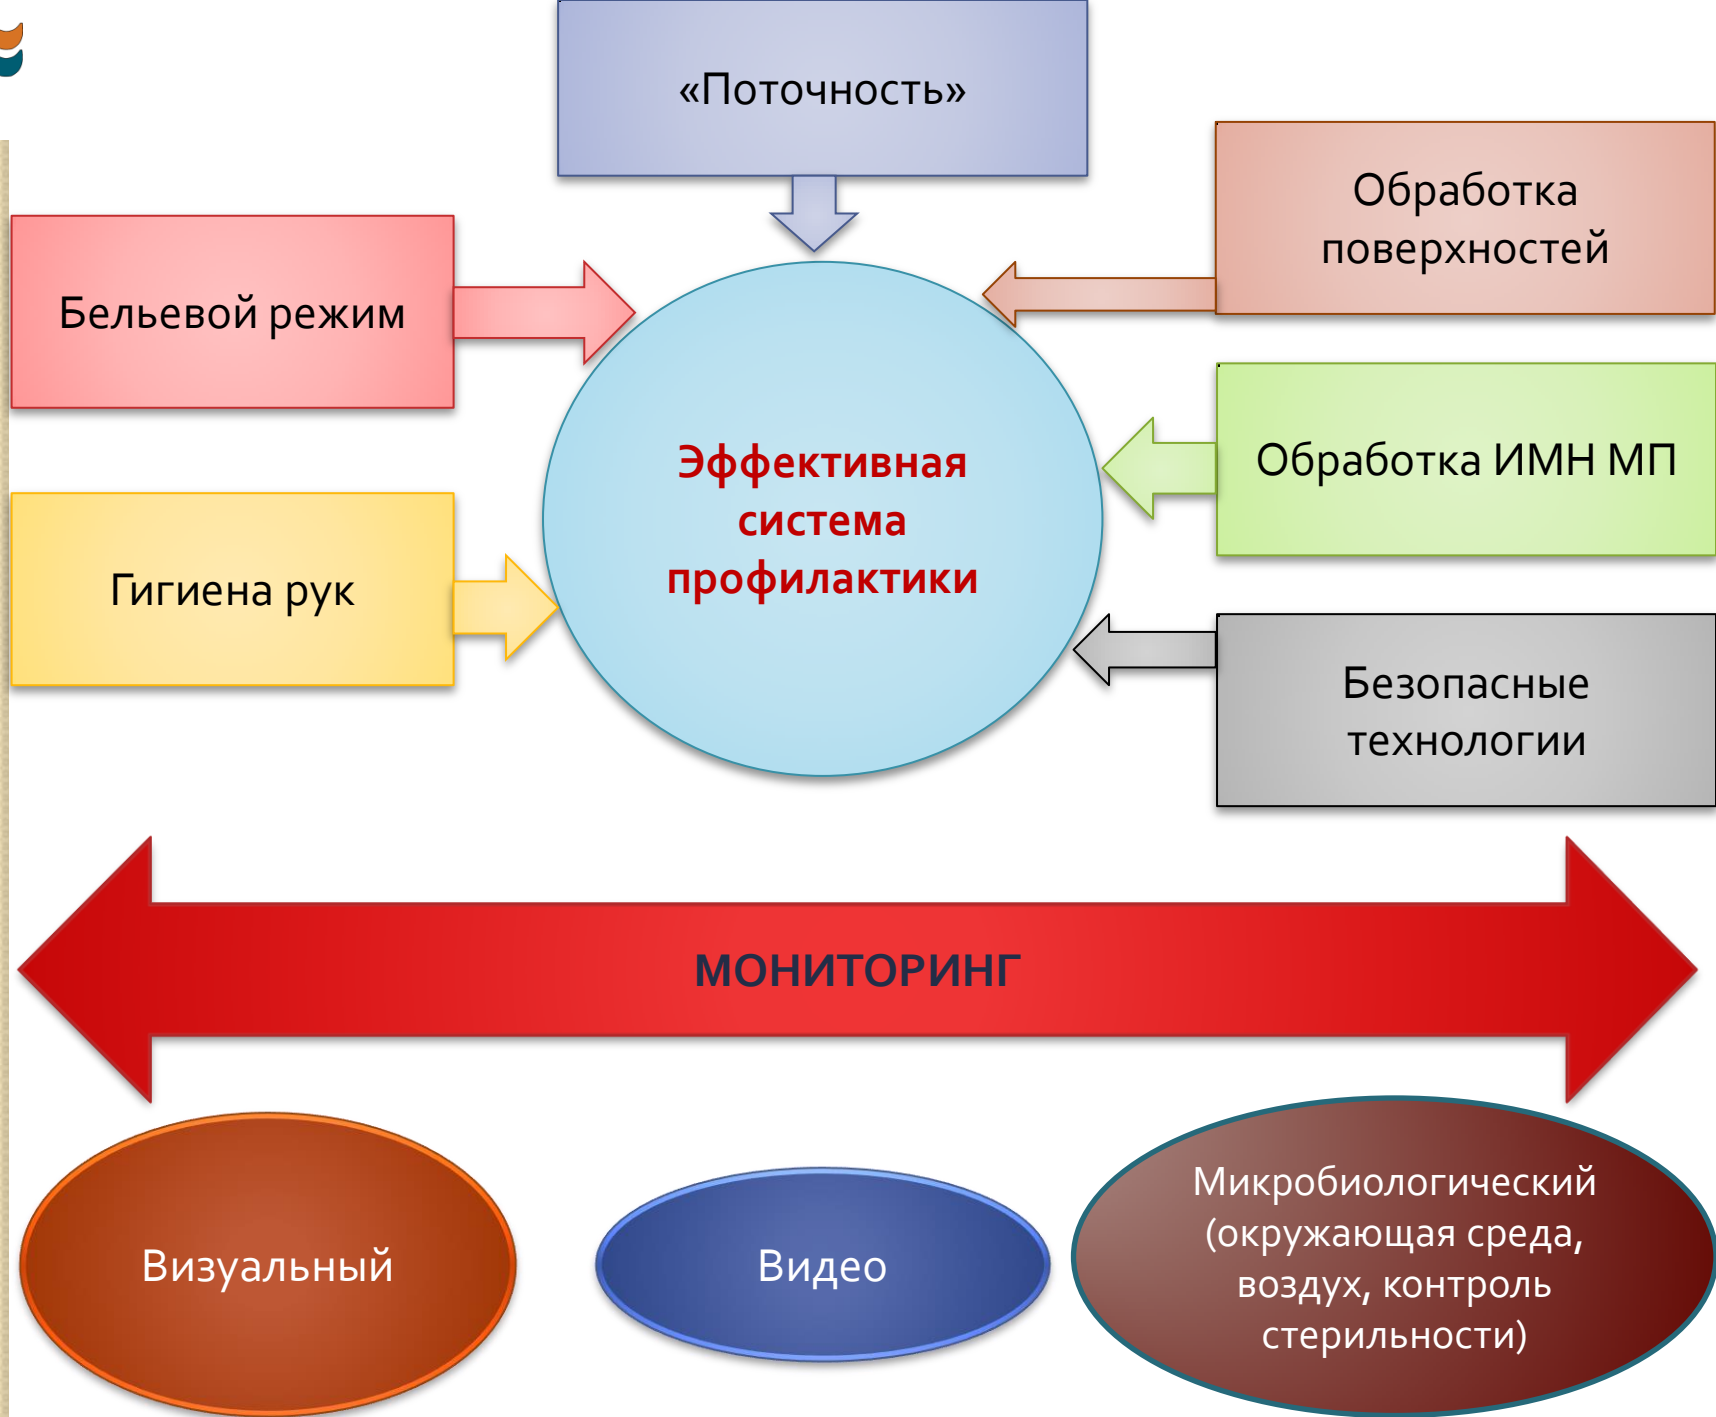 «Поточность»
Обработка
поверхностей
Бельевой режим
Эффективная
система
профилактики
Обработка ИМН МП
Гигиена рук
Безопасные
технологии
МОНИТОРИНГ
Визуальный
Видео
Микробиологический
(окружающая среда,
воздух, контроль
стерильности)